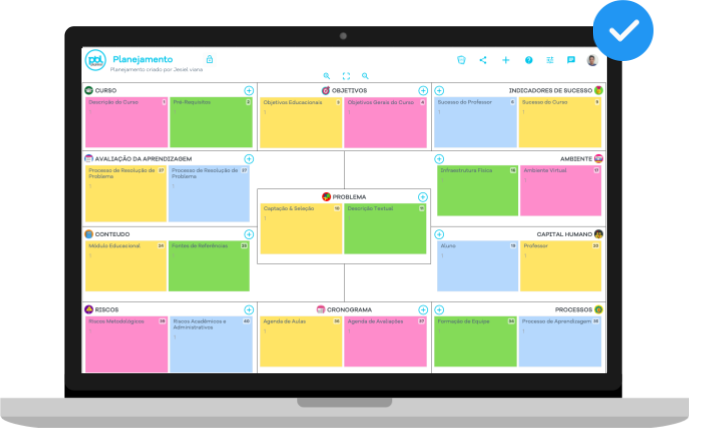 pbl
Planejamento
Planejamento criado por Jenaí viana
CURSO
OBJETIVOS
INDICADORES DE SUCESSO
Descrição do Curso
Pré-Requisitos
Objetivos Educacionais
Objetivos Gerais do Curso
Sucesso do Professor
Sucesso do Curso
AVALIAÇÃO DA APRENDIZAGEM
AMBIENTE
Processo de Resolução de
Problema
Processo de Resolução de
Problema
Infraestrutura Física
Ambiente Virtual
PROBLEMA
Captação & Seleção
Descrição Textual
CONTEÚDO
CAPITAL HUMANO
Módulo Educacional
Fontes de Referências
Aluno
Professor
RISCOS
CRONOGRAMA
PROCESSOS
Riscos Metodológicos
Riscos Acadêmicos e
Administrativos
Agenda de Aulas
Agenda de Avaliações
Formação de Equipe
Processos de Aprendizagem